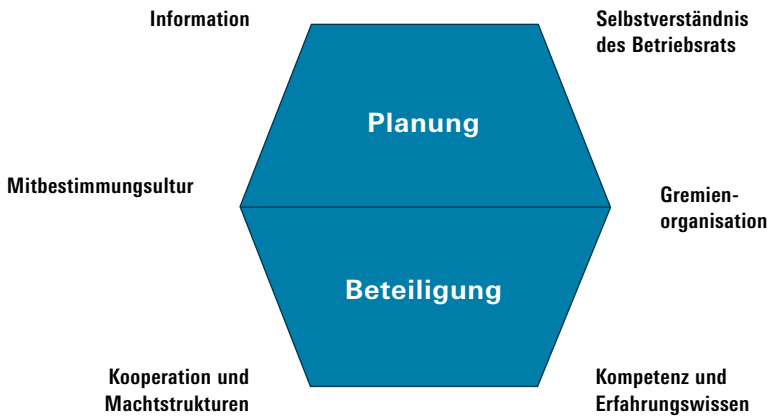 Information
Selbstverständnis
des Betriebsrats
Planung
Mitbestimmungsultur
Gremien-
organisation
Beteiligung
Kooperation und
Machtstrukturen
Kompetenz und
Erfahrungswissen